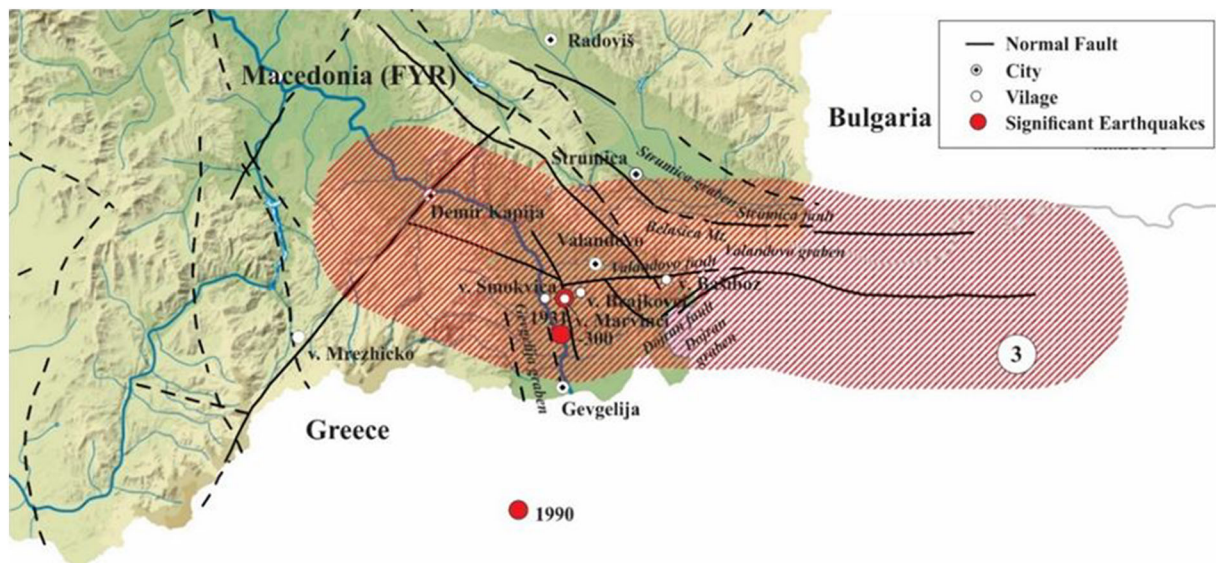 Radoviš
Macedonia (FYR)
Bulgaria
Normal Fault
City
Vilage
Significant Earthquakes
Strumica
Strumica graben
Demir Kapija
Strumica fault
Belasica Mt.
Valandovo
Valandovo graben
Valandovo fault
v. Smokvica
v. Brajkovci
v. Bašiboz
1931
v. Marvinci
-300
Dojran fault
Dojran
graben
Gevgelija graben
v. Mrezhicko
3
Gevgelija
Greece
1990